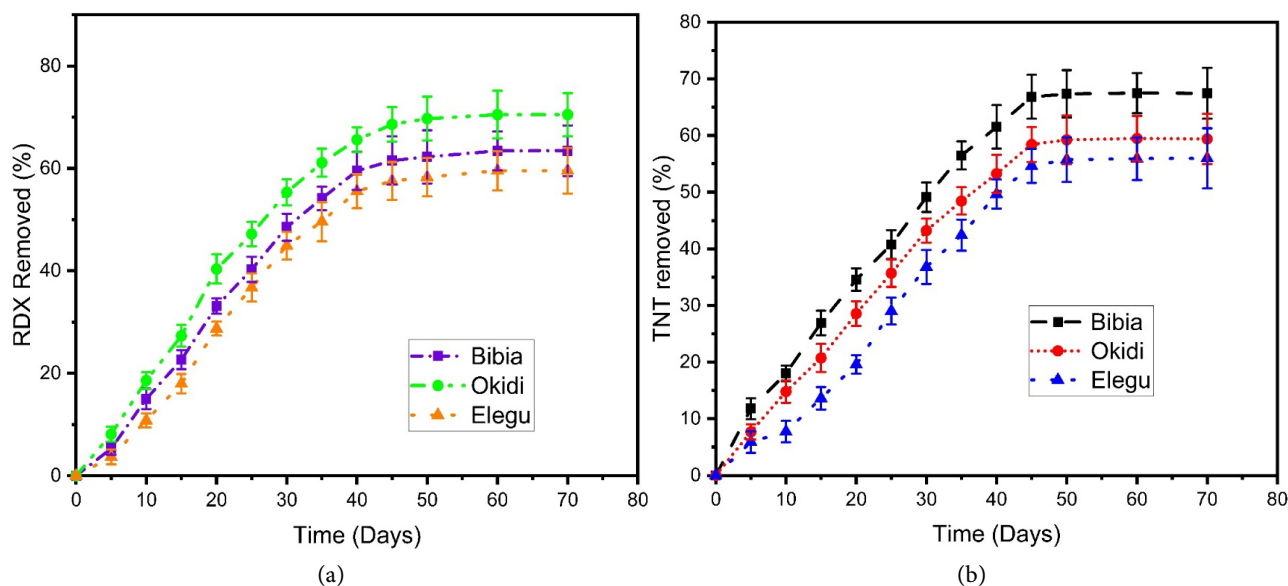 RDX Removed (%)
80
60
40
20
0
Bibia
Okidi
Elegu
0 10 20 30 40 50 60 70 80
Time (Days)
(a)
TNT removed (%)
80
70
60
50
40
30
20
10
0
Bibia
Okidi
Elegu
0 10 20 30 40 50 60 70 80
Time (Days)
(b)